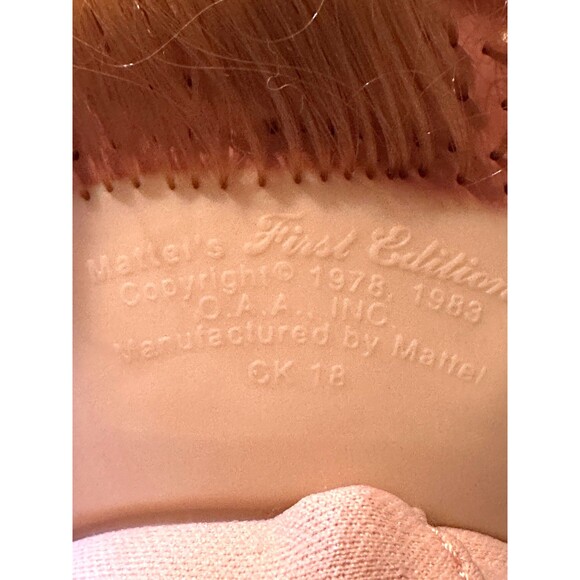 Mattel's First Edition
Copyright© 1978, 1983
O.A.A., INC.
Manufactured by Mattel
CK 18